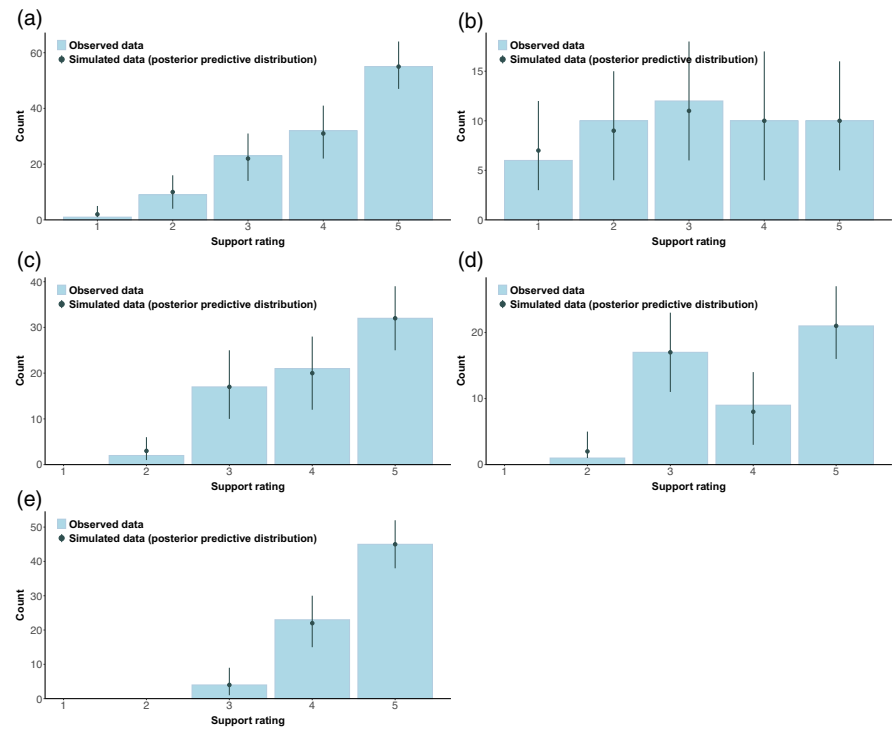 (a)
Observed data
Simulated data (posterior predictive distribution)
60
40
20
0
Count
1 2 3 4 5
Support rating
(b)
Observed data
Simulated data (posterior predictive distribution)
15
10
5
0
Count
1 2 3 4 5
Support rating
(c)
Observed data
Simulated data (posterior predictive distribution)
40
30
20
10
0
Count
1 2 3 4 5
Support rating
(d)
Observed data
Simulated data (posterior predictive distribution)
20
10
0
Count
1 2 3 4 5
Support rating
(e)
Observed data
Simulated data (posterior predictive distribution)
50
40
30
20
10
0
Count
1 2 3 4 5
Support rating